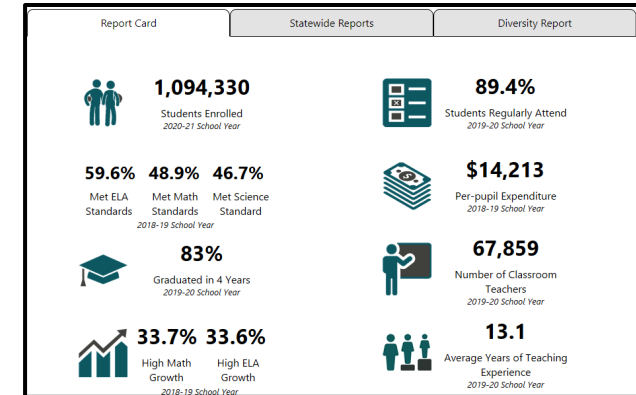 Report Card
Statewide Reports
Diversity Report
1,094,330
Students Enrolled
2020-21 School Year
59.6% 48.9% 46.7%
Met ELA Met Math Met Science
Standards Standards Standard
2018-19 School Year
83%
Graduated in 4 Years
2019-20 School Year
33.7% 33.6%
High Math High ELA
Growth Growth
2018-19 School Year
89.4%
Students Regularly Attend
2019-20 School Year
$14,213
Per-pupil Expenditure
2018-19 School Year
67,859
Number of Classroom
Teachers
2019-20 School Year
13.1
Average Years of Teaching
Experience
2019-20 School Year